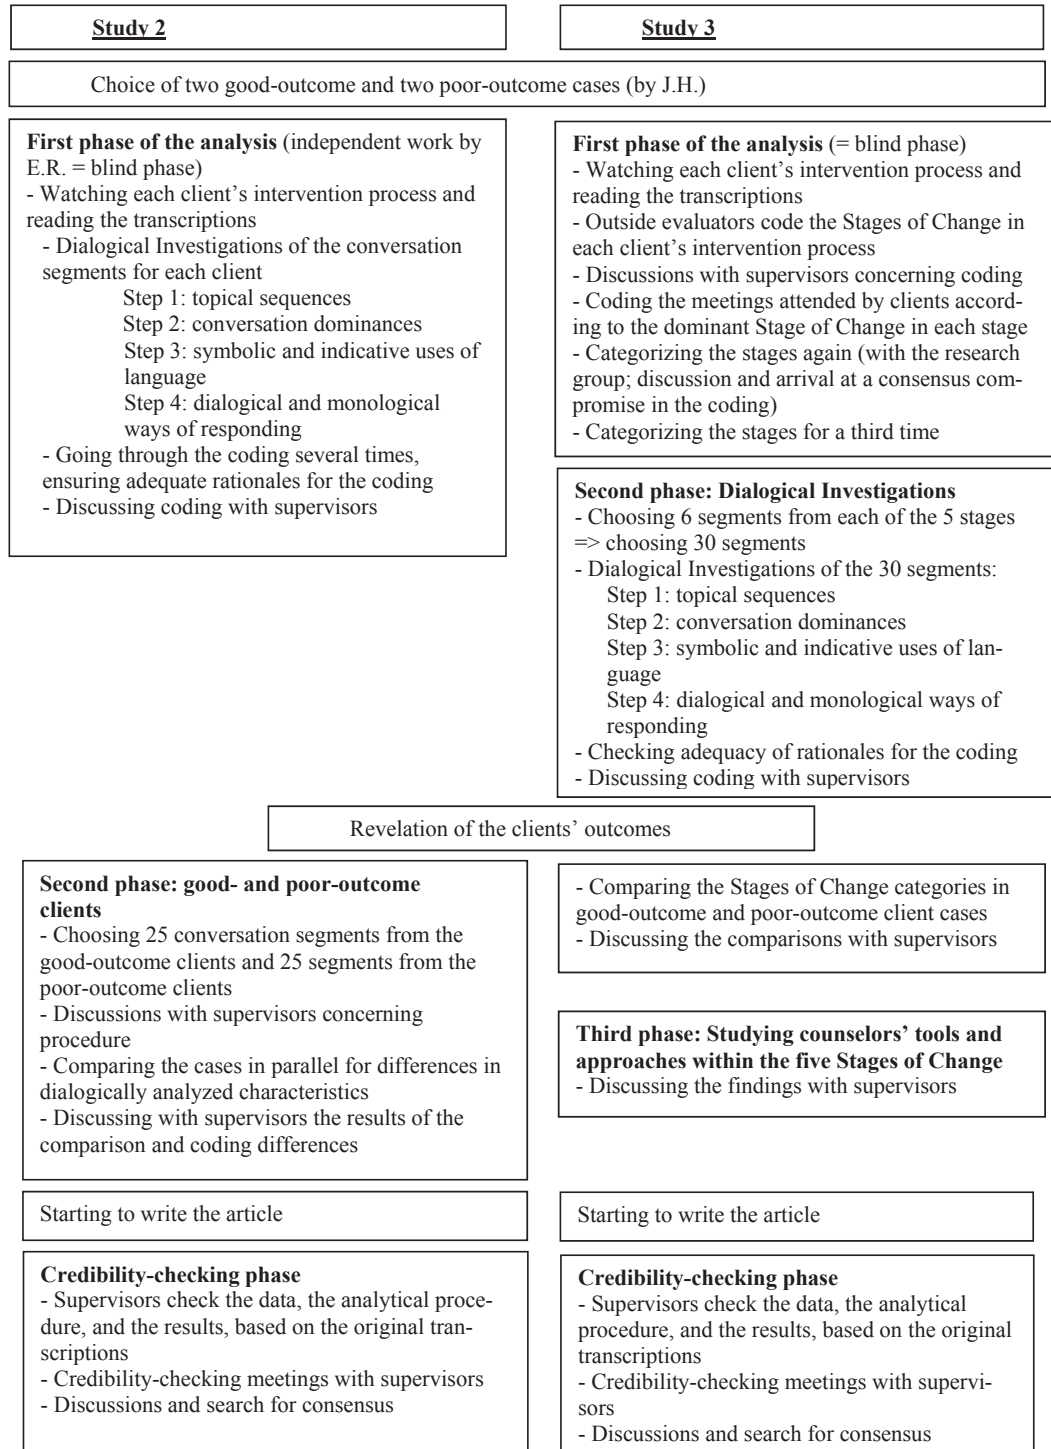 Study 2
Study 3
Choice of two good-outcome and two poor-outcome cases (by J.H.)
First phase of the analysis (independent work by
E.R. = blind phase)
- Watching each client's intervention process and
reading the transcriptions
- Dialogical Investigations of the conversation
segments for each client
Step 1: topical sequences
Step 2: conversation dominances
Step 3: symbolic and indicative uses of
language
Step 4: dialogical and monological
ways of responding
- Going through the coding several times,
ensuring adequate rationales for the coding
- Discussing coding with supervisors
First phase of the analysis (= blind phase)
- Watching each client's intervention process and
reading the transcriptions
- Outside evaluators code the Stages of Change in
each client's intervention process
- Discussions with supervisors concerning coding
- Coding the meetings attended by clients accord-
ing to the dominant Stage of Change in each stage
- Categorizing the stages again (with the research
group; discussion and arrival at a consensus com-
promise in the coding)
- Categorizing the stages for a third time
Second phase: Dialogical Investigations
- Choosing 6 segments from each of the 5 stages
=> choosing 30 segments
- Dialogical Investigations of the 30 segments:
Step 1: topical sequences
Step 2: conversation dominances
Step 3: symbolic and indicative uses of lan-
guage
Step 4: dialogical and monological ways of
responding
- Checking adequacy of rationales for the coding
- Discussing coding with supervisors
Revelation of the clients' outcomes
Second phase: good- and poor-outcome
clients
- Choosing 25 conversation segments from the
good-outcome clients and 25 segments from the
poor-outcome clients
- Discussions with supervisors concerning
procedure
- Comparing the cases in parallel for differences in
dialogically analyzed characteristics
- Discussing with supervisors the results of the
comparison and coding differences
- Comparing the Stages of Change categories in
good-outcome and poor-outcome client cases
- Discussing the comparisons with supervisors
Third phase: Studying counselors' tools and
approaches within the five Stages of Change
- Discussing the findings with supervisors
Starting to write the article
Starting to write the article
Credibility-checking phase
- Supervisors check the data, the analytical proce-
dure, and the results, based on the original tran-
scriptions
- Credibility-checking meetings with supervisors
- Discussions and search for consensus
Credibility-checking phase
- Supervisors check the data, the analytical
procedure, and the results, based on the original
transcriptions
- Credibility-checking meetings with supervi-
sors
- Discussions and search for consensus